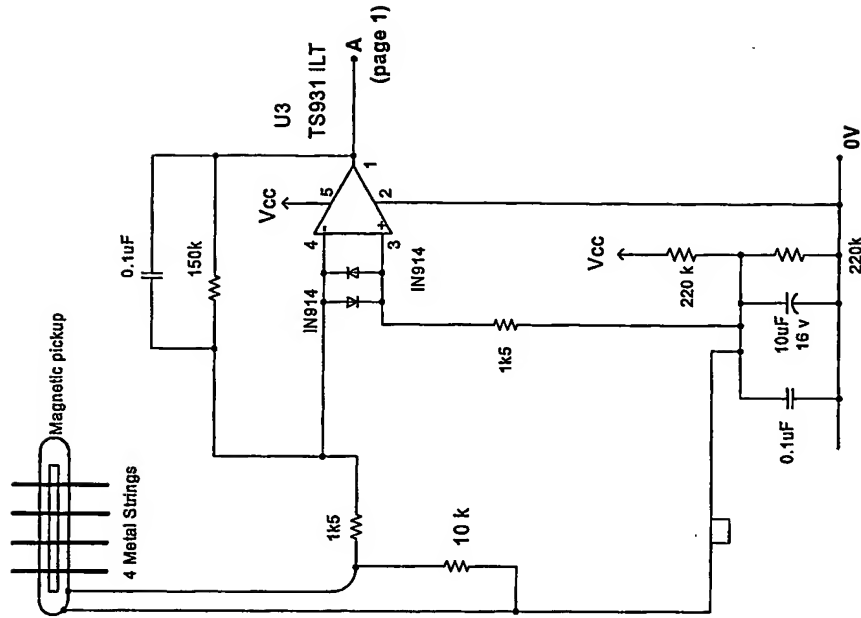 Magnetic pickup
4 Metal Strings
0.1uF
150k
U3
TS931 ILT
A
(page 1)
Vcc
5
4
1
-
+
3
2
IN914
IN914
1k5
10 k
1k5
Vcc
220 k
10uF
16 v
0.1uF
220k
0V